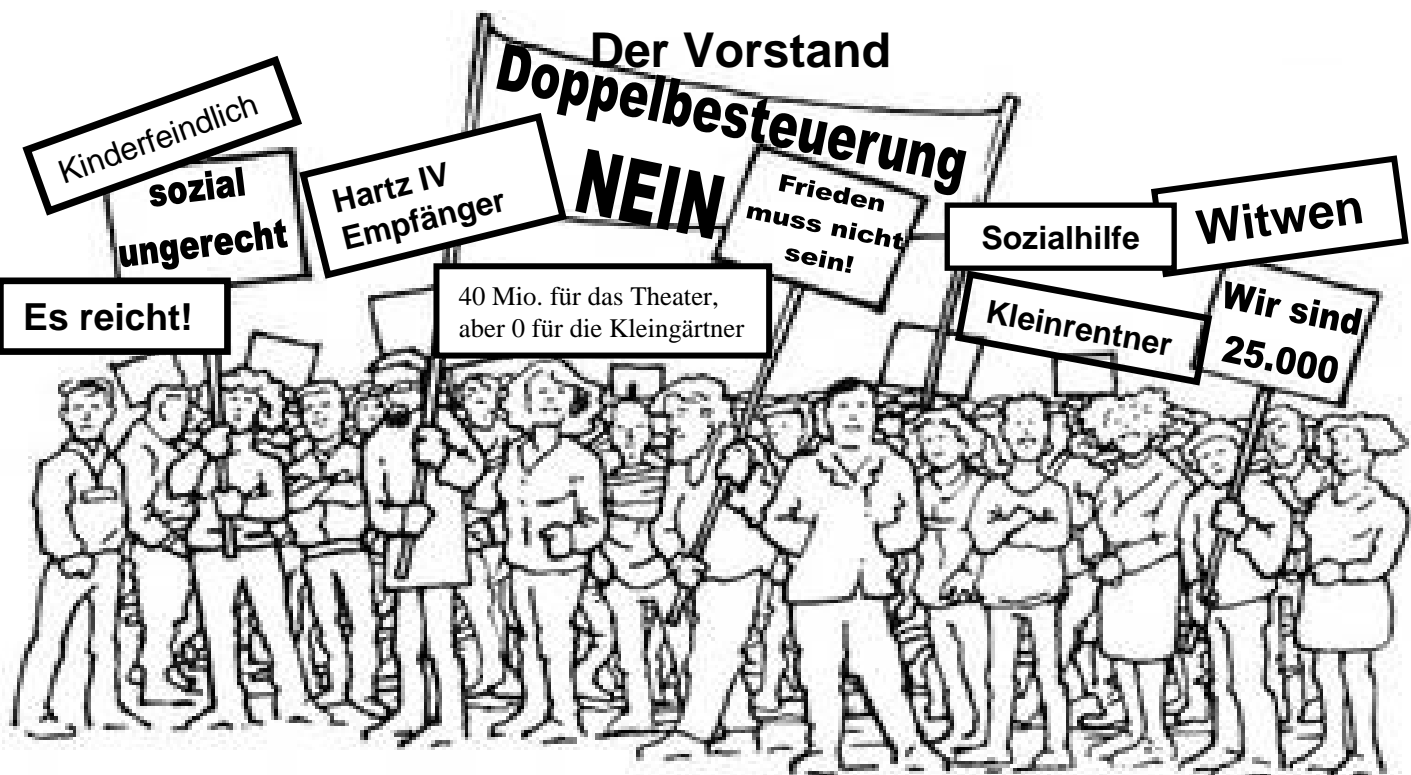 Der Vorstand
Doppelbesteuerung
NEIN
Kinderfeindlich
sozial
ungerecht
Hartz IV
Empfänger
Frieden
muss nicht
sein!
Sozialhilfe
Witwen
Es reicht!
40 Mio. für das Theater,
aber 0 für die Kleingärtner
Kleinrentner
Wir sind
25.000